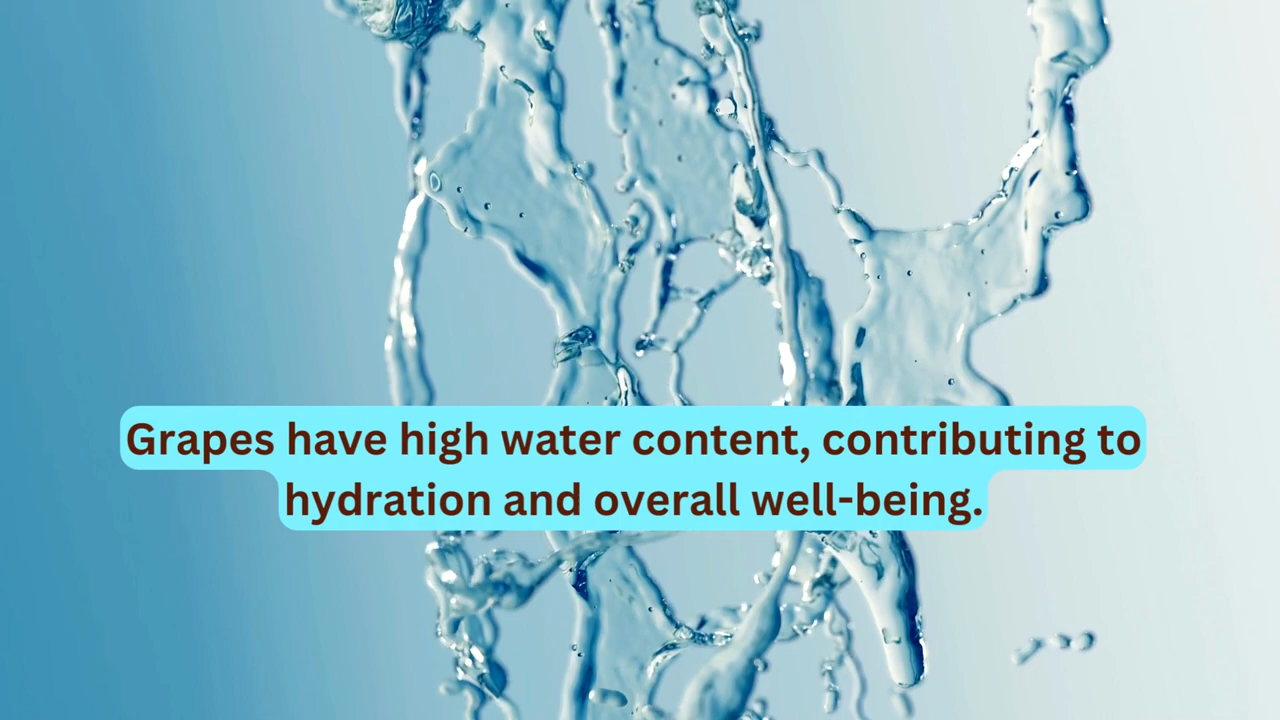 Grapes have high water content, contributing to
hydration and overall well-being.